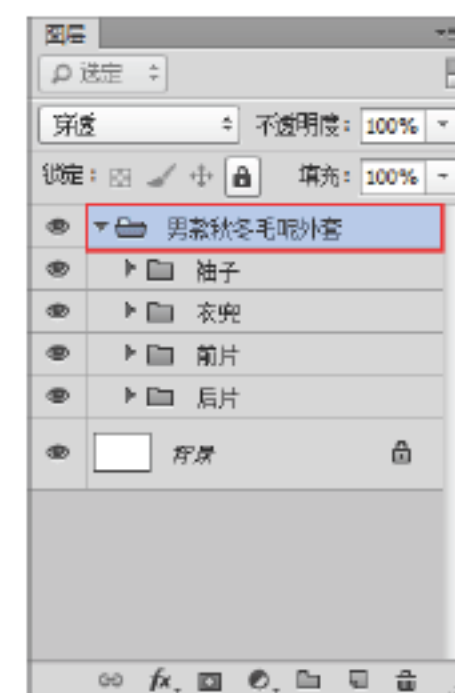 图层
选定
穿透 不透明度: 100%
锁定: 填充: 100%
男款秋冬毛呢外套
袖子
衣兜
前片
后片
背景
fx